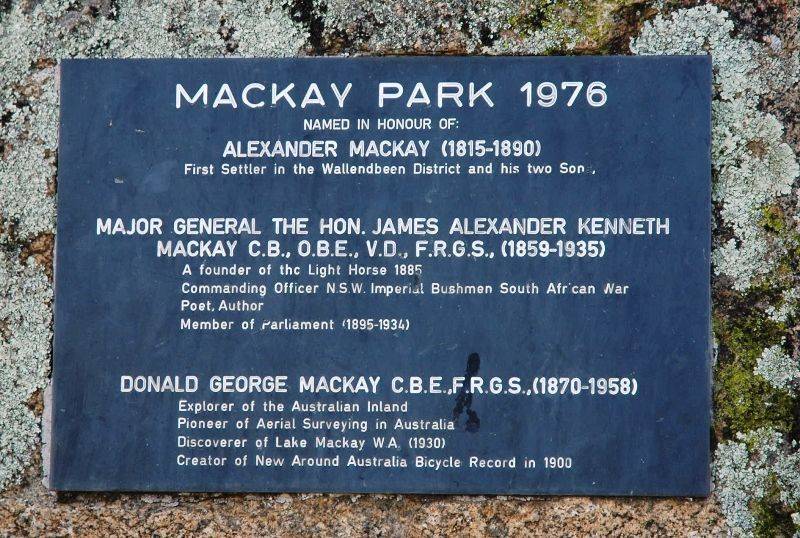 MACKAY PARK 1976
NAMED IN HONOUR OF:
ALEXANDER MACKAY (1815-1890)
First Settler in the Wallendbeen District and his two Sons,
MAJOR GENERAL THE HON. JAMES ALEXANDER KENNETH
MACKAY C.B., O.B.E., V.D., F.R.G.S., (1859-1935)
A founder of the Light Horse 1885
Commanding Officer N.S.W. Imperial Bushmen South African War
Poet, Author
Member of Parliament (1895-1934)
DONALD GEORGE MACKAY C.B.E.,F.R.G.S.,(1870-1958)
Explorer of the Australian Inland
Pioneer of Aerial Surveying in Australia
Discoverer of Lake Mackay W.A. (1930)
Creator of New Around Australia Bicycle Record in 1900